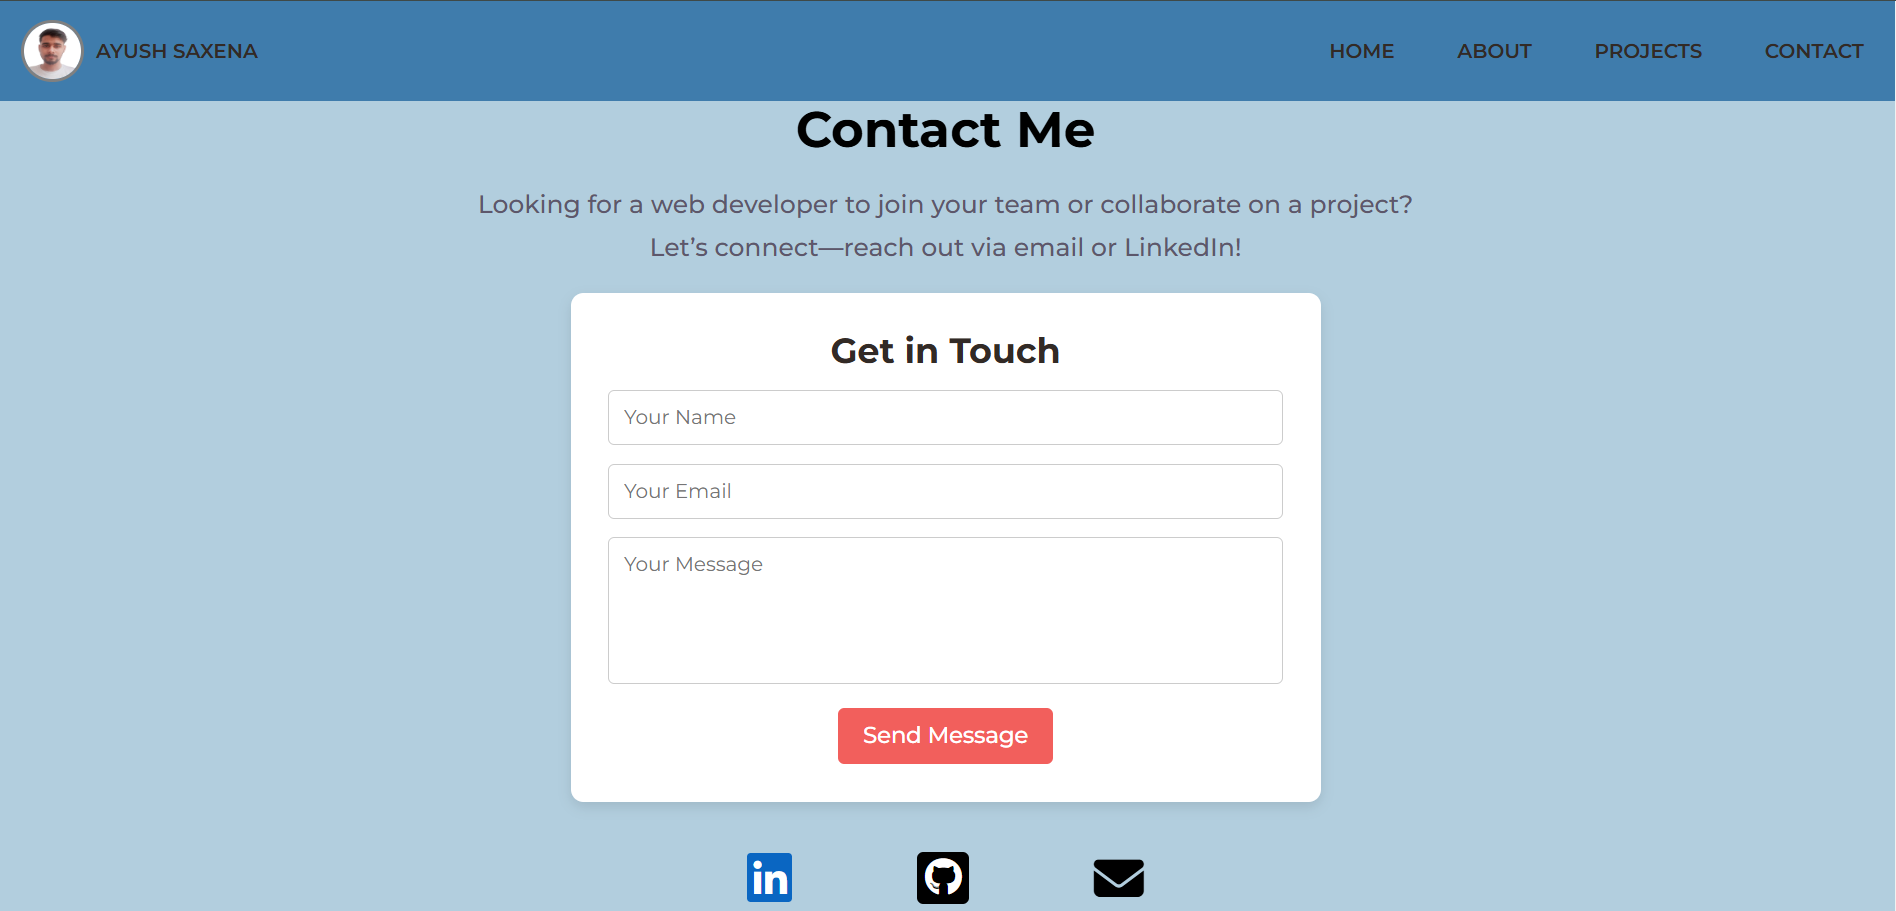 AYUSH SAXENA
HOME ABOUT PROJECTS CONTACT
Contact Me
Looking for a web developer to join your team or collaborate on a project?
Let’s connect—reach out via email or LinkedIn!
Get in Touch
Your Name
Your Email
Your Message
Send Message
in